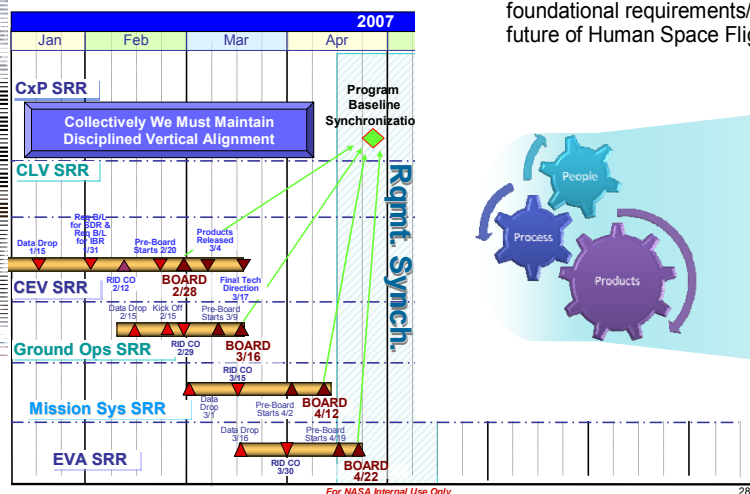 2007
foundational requirements/
future of Human Space Flig
Jan
Feb
Mar
Apr
CxP SRR
Collectively We Must Maintain
Disciplined Vertical Alignment
Program
Baseline
Synchronizatio
CLV SRR
Rqmt. Synch.
People
Process
Products
Req B/L
for SDR &
Req B/L
for IBR
1/31
Data Drop
1/15
Pre-Board
Starts 2/20
Products
Released
3/4
RID CO
2/12
BOARD
2/28
Final Tech
Direction
3/17
CEV SRR
Data Drop
2/15
Kick Off
2/15
Pre-Board
Starts 3/9
RID CO
2/29
BOARD
3/16
Ground Ops SRR
RID CO
3/15
Data
Drop
3/1
Pre-Board
Starts 4/2
BOARD
4/12
Mission Sys SRR
Data Drop
3/16
Pre-Board
Starts 4/19
RID CO
3/30
BOARD
4/22
EVA SRR
For NASA Internal Use Only
28